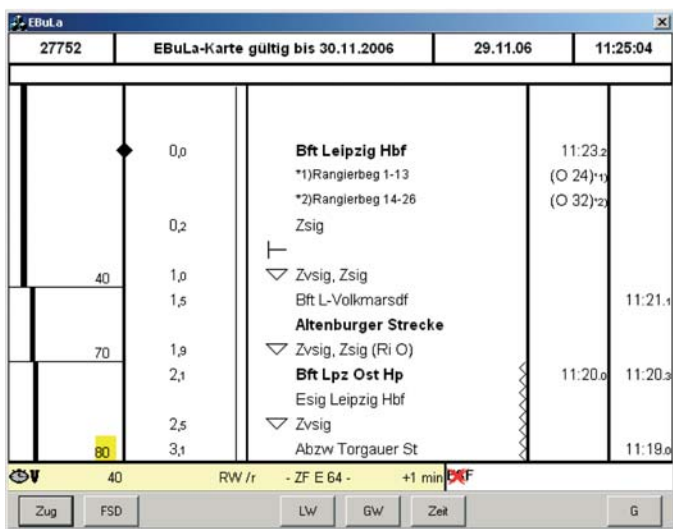 EBuLa
27752 EBuLa-Karte gültig bis 30.11.2006 29.11.06 11:25:04
0,0 Bft Leipzig Hbf 11:23.2
*1)Rangierbeg 1-13 (O 24)*1)
*2)Rangierbeg 14-26 (O 32)*2)
0,2 Zsig
40 1,0 Zvsig, Zsig
1,5 Bft L-Volkmarsdf 11:21.1
Altenburger Strecke
70 1,9 Zvsig, Zsig (Ri O)
2,1 Bft Lpz Ost Hp 11:20.0 11:20.3
Esig Leipzig Hbf
2,5 Zvsig
80 3,1 Abzw Torgauer St 11:19.0
V 40 RW /r - ZF E 64 - +1 min
Zug FSD LW GW Zeit G